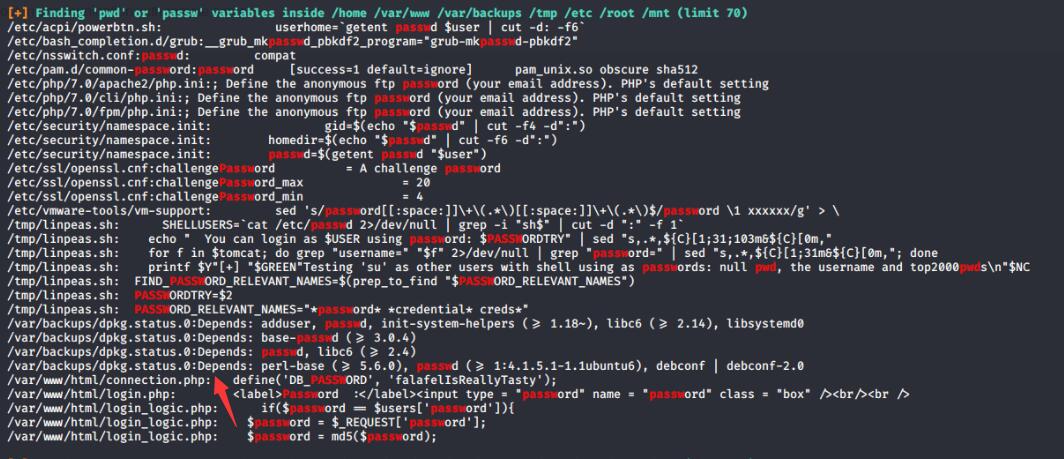 [+] Finding 'pwd' or 'passw' variables inside /home /var/www /var/backups /tmp /etc /root /mnt (limit 70)
/etc/acpi/powerbtn.sh: userhome=`getent passwd $user | cut -d: -f6`
/etc/bash_completion.d/grub:__grub_mkpasswd_pbkdf2_program="grub-mkpasswd-pbkdf2"
/etc/nsswitch.conf:passwd: compat
/etc/pam.d/common-password:password [success=1 default=ignore] pam_unix.so obscure sha512
/etc/php/7.0/apache2/php.ini:; Define the anonymous ftp password (your email address). PHP's default setting
/etc/php/7.0/cli/php.ini:; Define the anonymous ftp password (your email address). PHP's default setting
/etc/php/7.0/fpm/php.ini:; Define the anonymous ftp password (your email address). PHP's default setting
/etc/security/namespace.init: gid=$(echo "$passwd" | cut -f4 -d":")
/etc/security/namespace.init: homedir=$(echo "$passwd" | cut -f6 -d":")
/etc/security/namespace.init: passwd=$(getent passwd "$user")
/etc/ssl/openssl.cnf:challengePassword = A challenge password
/etc/ssl/openssl.cnf:challengePassword_max = 20
/etc/ssl/openssl.cnf:challengePassword_min = 4
/etc/vmware-tools/vm-support: sed 's/password[[:space:]]\+\(.*\)[[:space:]]\+\(.*\)$/password \1 xxxxxx/g' > \
/tmp/linpeas.sh: SHELLUSERS=`cat /etc/passwd 2>/dev/null | grep -i "sh$" | cut -d ":" -f 1`
/tmp/linpeas.sh: echo " You can login as $USER using password: $PASSWORDTRY" | sed "s,.*,${C}[1;31;103m&${C}[0m,"
/tmp/linpeas.sh: for f in $tomcat; do grep "username=" "$f" 2>/dev/null | grep "password=" | sed "s,.*,${C}[1;31m&${C}[0m,"; done
/tmp/linpeas.sh: printf $Y"[+] "$GREEN"Testing 'su' as other users with shell using as passwords: null pwd, the username and top2000pwds\n"$NC
/tmp/linpeas.sh: FIND_PASSWORD_RELEVANT_NAMES=$(prep_to_find "$PASSWORD_RELEVANT_NAMES")
/tmp/linpeas.sh: PASSWORDTRY=$2
/tmp/linpeas.sh: PASSWORD_RELEVANT_NAMES="*password* *credential* creds*"
/var/backups/dpkg.status.0:Depends: adduser, passwd, init-system-helpers (>= 1.18~), libc6 (>= 2.14), libsystemd0
/var/backups/dpkg.status.0:Depends: base-passwd (>= 3.0.4)
/var/backups/dpkg.status.0:Depends: passwd, libc6 (>= 2.4)
/var/backups/dpkg.status.0:Depends: perl-base (>= 5.6.0), passwd (>= 1:4.1.5.1-1.1ubuntu6), debconf | debconf-2.0
/var/www/html/connection.php: define('DB_PASSWORD', 'falafelIsReallyTasty');
/var/www/html/login.php: <label>Password :</label><input type = "password" name = "password" class = "box" /><br/><br />
/var/www/html/login_logic.php: if($password == $users['password']){
/var/www/html/login_logic.php: $password = $_REQUEST['password'];
/var/www/html/login_logic.php: $password = md5($password);